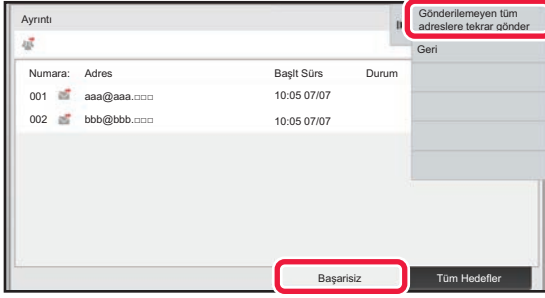 Ayrıntı
Gönderilemeyen tüm
adreslere tekrar gönder
Geri
Numara: Adres Başlt Sürs Durum
001 aaa@aaa.□□□ 10:05 07/07
002 bbb@bbb.□□□ 10:05 07/07
Başarisiz
Tüm Hedefler